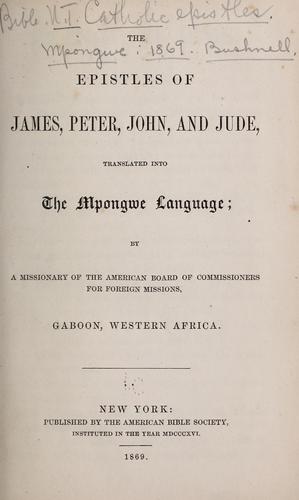 Bible. N.T. Catholic epistles.
Mpongwe. 1869. Bushnell.
THE
EPISTLES OF
JAMES, PETER, JOHN, AND JUDE,
TRANSLATED INTO
The Mpongwe Language;
BY
A MISSIONARY OF THE AMERICAN BOARD OF COMMISSIONERS
FOR FOREIGN MISSIONS,
GABOON, WESTERN AFRICA.
NEW YORK:
PUBLISHED BY THE AMERICAN BIBLE SOCIETY,
INSTITUTED IN THE YEAR MDCCCXVI.
1869.